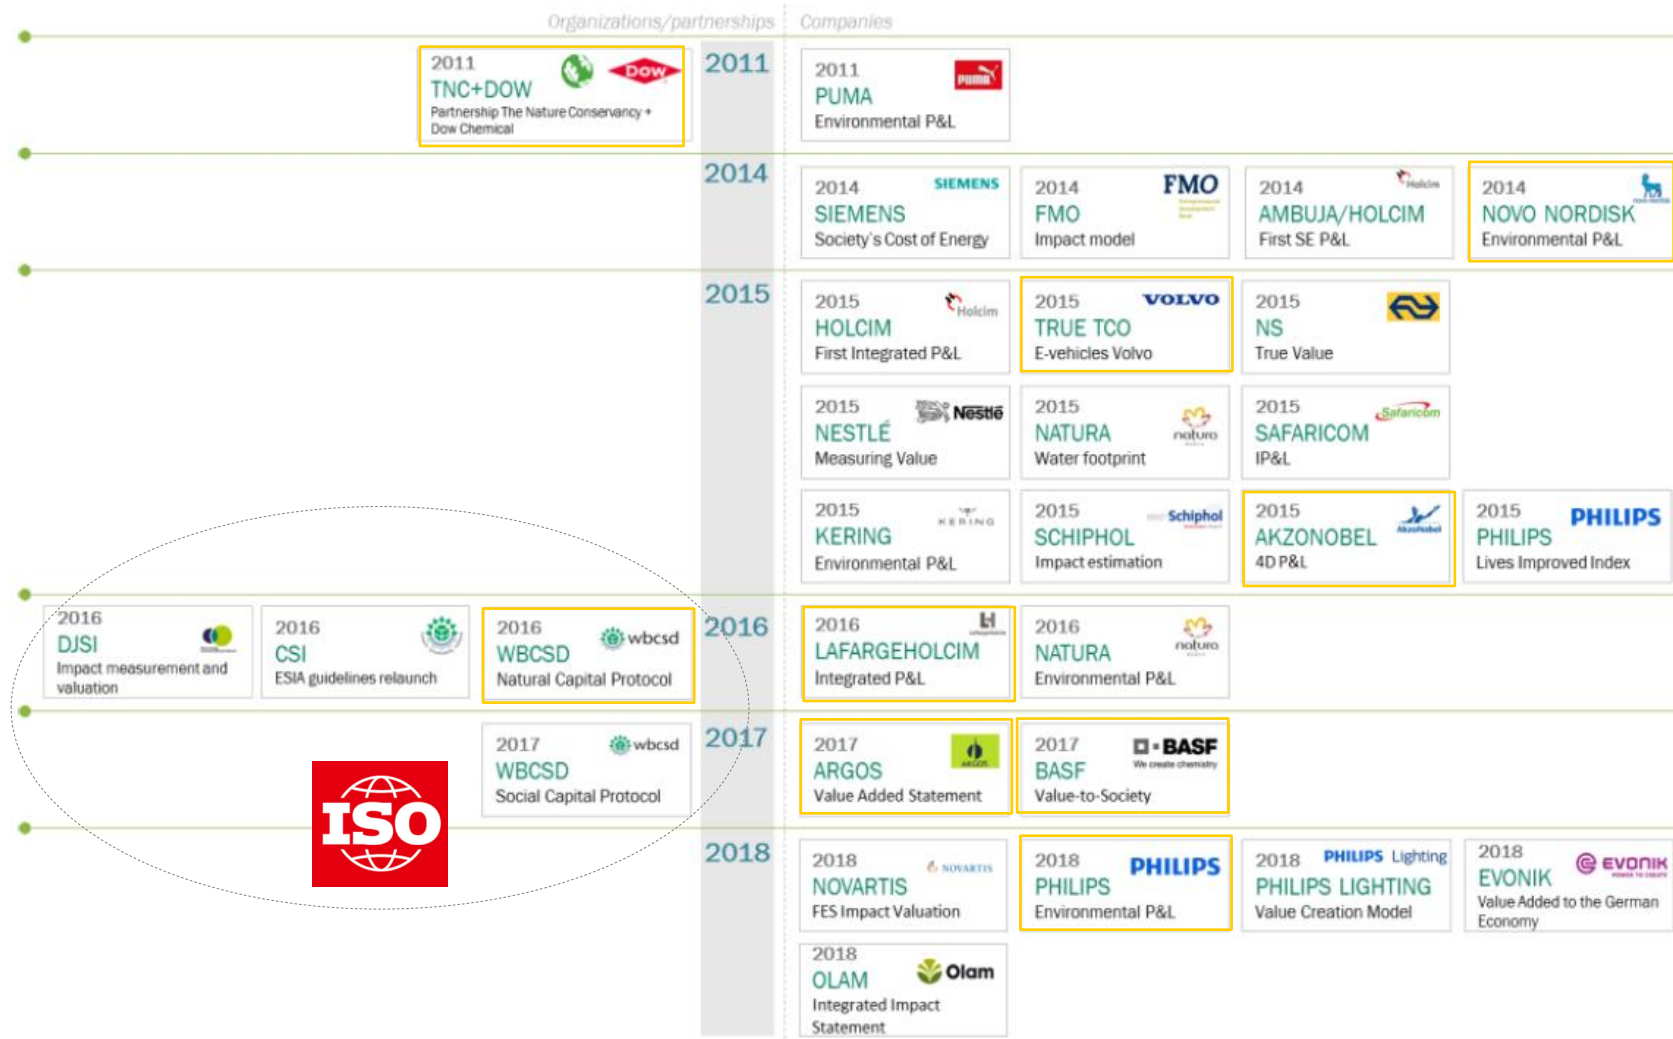 Organizations/partnerships
Companies
2011
2011
TNC+DOW
Partnership The Nature Conservancy +
Dow Chemical
DOW
2011
PUMA
Environmental P&L
PUMA
2014
2014
SIEMENS
Society's Cost of Energy
SIEMENS
2014
FMO
Impact model
FMO
2014
AMBUJA/HOLCIM
First SE P&L
Holcim
2014
NOVO NORDISK
Environmental P&L
2015
2015
HOLCIM
First Integrated P&L
Holcim
2015
TRUE TCO
E-vehicles Volvo
VOLVO
2015
NS
True Value
2015
NESTLÉ
Measuring Value
Nestlé
2015
NATURA
Water footprint
natura
2015
SAFARICOM
IP&L
Safaricom
2015
KERING
Environmental P&L
KERING
2015
SCHIPHOL
Impact estimation
Schiphol
2015
AKZONOBEL
4D P&L
AkzoNobel
2015
PHILIPS
Lives Improved Index
PHILIPS
2016
2016
DJSI
Impact measurement and
valuation
2016
CSI
ESIA guidelines relaunch
2016
WBCSD
Natural Capital Protocol
wbcsd
2016
LAFARGEHOLCIM
Integrated P&L
2016
NATURA
Environmental P&L
natura
2017
2017
WBCSD
Social Capital Protocol
wbcsd
ISO
2017
ARGOS
Value Added Statement
ARGOS
2017
BASF
Value-to-Society
BASF
We create chemistry
2018
2018
NOVARTIS
FES Impact Valuation
NOVARTIS
2018
PHILIPS
Environmental P&L
PHILIPS
2018
PHILIPS LIGHTING
Value Creation Model
PHILIPS Lighting
2018
EVONIK
Value Added to the German
Economy
EVONIK
POWER TO CREATE
2018
OLAM
Integrated Impact
Statement
Olam